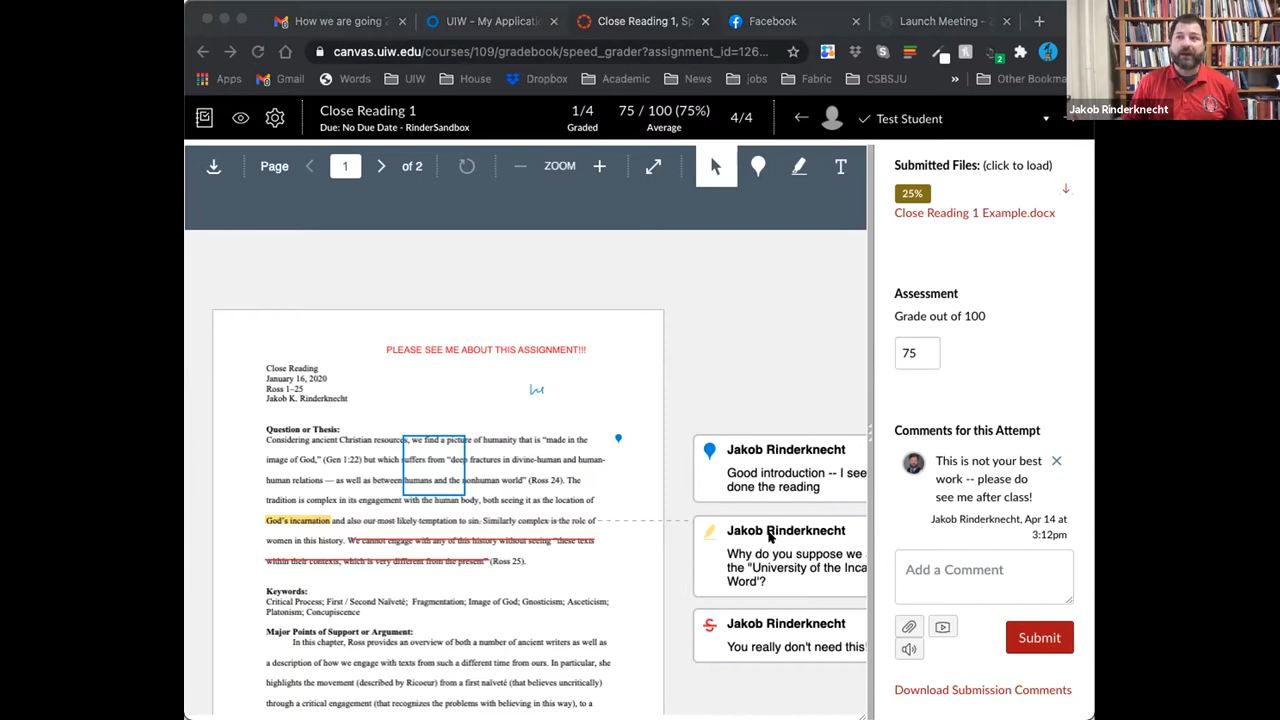 How we are going 2
UIW - My Applicati
Close Reading 1, Sp
Facebook
Launch Meeting - Z
canvas.uiw.edu/courses/109/gradebook/speed_grader?assignment_id=126...
Apps
Gmail
Words
UIW
House
Dropbox
Academic
News
jobs
Fabric
CSBSJU
»
Other Bookma
Jakob Rinderknecht
Close Reading 1
Due: No Due Date - RinderSandbox
1/4
Graded
75 / 100 (75%)
Average
4/4
Test Student
Page
1
of 2
ZOOM
T
Submitted Files: (click to load)
25%
Close Reading 1 Example.docx
Assessment
Grade out of 100
75
Comments for this Attempt
This is not your best
work -- please do
see me after class!
Jakob Rinderknecht, Apr 14 at
3:12pm
Add a Comment
Submit
Download Submission Comments
PLEASE SEE ME ABOUT THIS ASSIGNMENT!!!
Close Reading
January 16, 2020
Ross 1–25
Jakob K. Rinderknecht
Question or Thesis:
Considering ancient Christian resources, we find a picture of humanity that is “made in the
image of God,” (Gen 1:22) but which suffers from “deep fractures in divine-human and human-
human relations — as well as between humans and the nonhuman world” (Ross 24). The
tradition is complex in its engagement with the human body, both seeing it as the location of
God’s incarnation and also our most likely temptation to sin. Similarly complex is the role of
women in this history. We cannot engage with any of this history without seeing “these texts
within their contexts, which is very different from the present” (Ross 25).
Keywords:
Critical Process; First / Second Naïveté; Fragmentation; Image of God; Gnosticism; Asceticism;
Platonism; Concupiscence
Major Points of Support or Argument:
In this chapter, Ross provides an overview of both a number of ancient writers as well as
a description of how we engage with texts from such a different time from ours. In particular, she
highlights the movement (described by Ricoeur) from a first naïveté (that believes uncritically)
through a critical engagement (that recognizes the problems with believing in this way), to a
Jakob Rinderknecht
Good introduction -- I see
done the reading
Jakob Rinderknecht
Why do you suppose we
the "University of the Inca
Word'?
Jakob Rinderknecht
You really don't need this